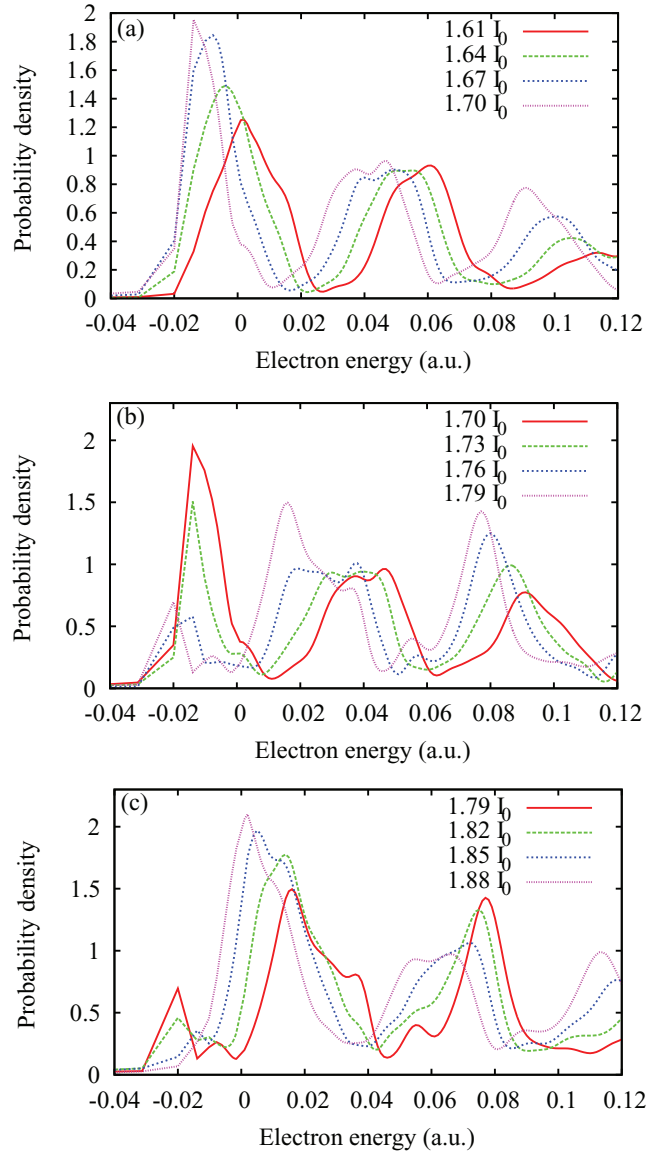 (a)
1.61 I0
1.64 I0
1.67 I0
1.70 I0
Probability density
2
1.8
1.6
1.4
1.2
1
0.8
0.6
0.4
0.2
0
-0.04 -0.02 0 0.02 0.04 0.06 0.08 0.1 0.12
Electron energy (a.u.)
(b)
1.70 I0
1.73 I0
1.76 I0
1.79 I0
Probability density
2
1.5
1
0.5
0
-0.04 -0.02 0 0.02 0.04 0.06 0.08 0.1 0.12
Electron energy (a.u.)
(c)
1.79 I0
1.82 I0
1.85 I0
1.88 I0
Probability density
2
1.5
1
0.5
0
-0.04 -0.02 0 0.02 0.04 0.06 0.08 0.1 0.12
Electron energy (a.u.)